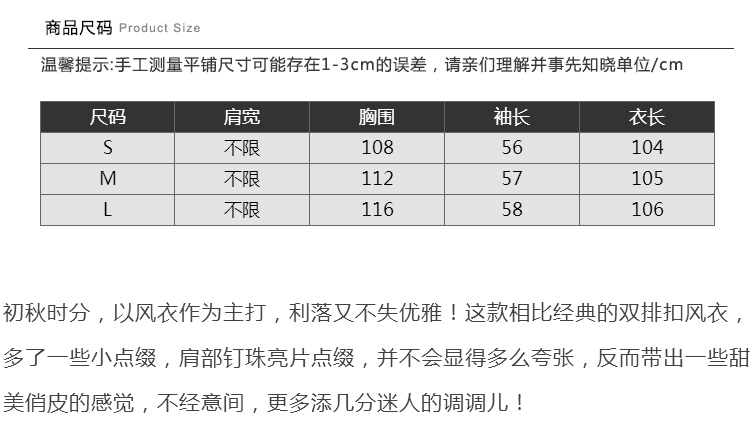 商品尺码 Product Size
温馨提示:手工测量平铺尺寸可能存在1-3cm的误差，请亲们理解并事先知晓单位/cm
尺码 肩宽 胸围 袖长 衣长
S 不限 108 56 104
M 不限 112 57 105
L 不限 116 58 106
初秋时分，以风衣作为主打，利落又不失优雅！这款相比经典的双排扣风衣，
多了一些小点缀，肩部钉珠亮片点缀，并不会显得多么夸张，反而带出一些甜
美俏皮的感觉，不经意间，更多添几分迷人的调调儿！